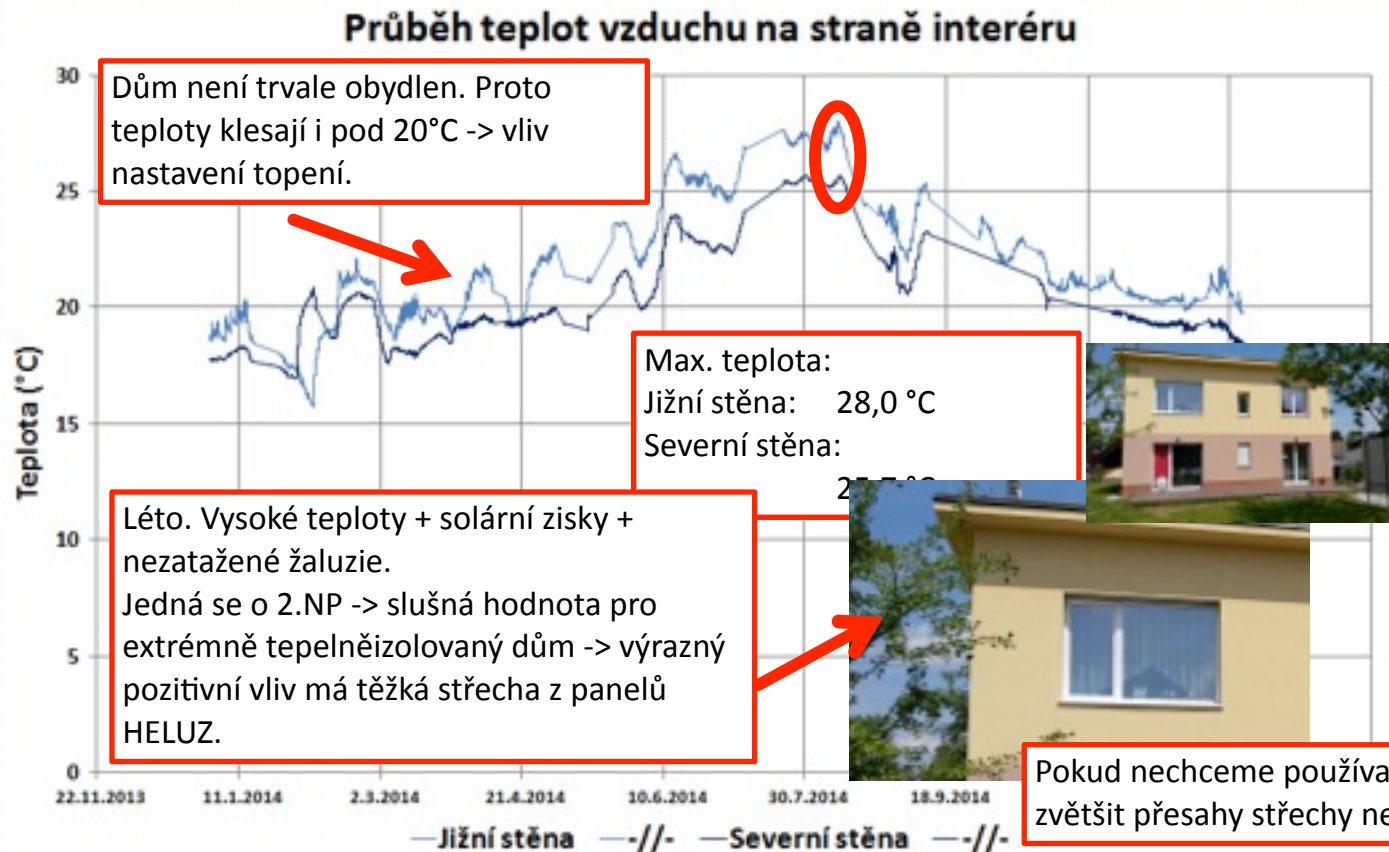 Průběh teplot vzduchu na straně interéru
Dům není trvale obydlen. Proto
teploty klesají i pod 20°C -> vliv
nastavení topení.
30
25
20
15
10
5
0
Teplota (°C)
Max. teplota:
Jižní stěna: 28,0 °C
Severní stěna:
Léto. Vysoké teploty + solární zisky +
nezatažené žaluzie.
Jedná se o 2.NP -> slušná hodnota pro
extrémně tepelněizolovaný dům -> výrazný
pozitivní vliv má těžká střecha z panelů
HELUZ.
Pokud nechceme používa
zvětšit přesahy střechy ne
22.11.2013 11.1.2014 2.3.2014 21.4.2014 10.6.2014 30.7.2014 18.9.2014
Jižní stěna -//- Severní stěna -//-